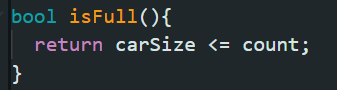 bool isFull(){
  return carSize <= count;
}